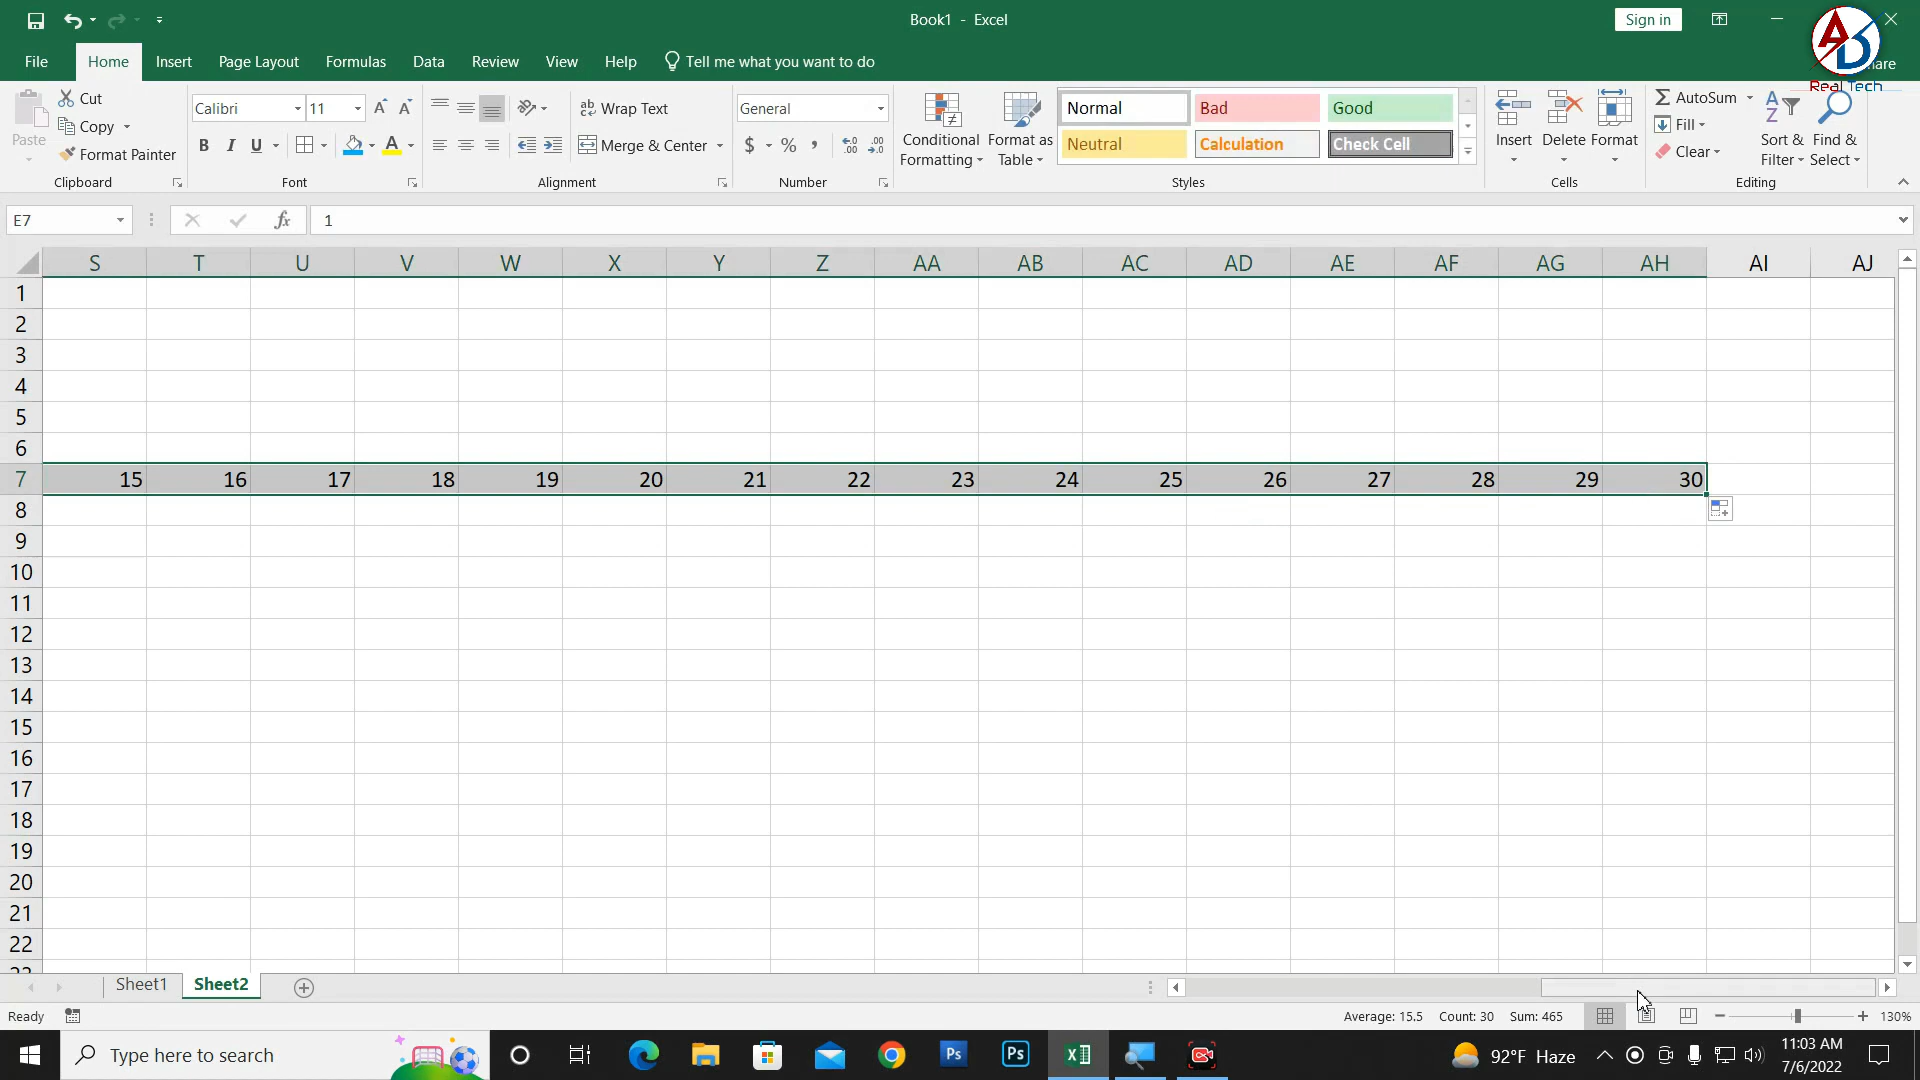 Book1 - Excel
Sign in
File Home Insert Page Layout Formulas Data Review View Help Tell me what you want to do are
Real Tech
Paste Cut Copy Format Painter Clipboard
Calibri 11 B I U A Font
ab Wrap Text Merge & Center Alignment
General $ % , Number
Conditional Formatting Format as Table
Normal Bad Good
Neutral Calculation Check Cell
Styles
Insert Delete Format Cells
AutoSum Fill Clear Sort & Filter Find & Select Editing
E7 fx 1
S T U V W X Y Z AA AB AC AD AE AF AG AH AI AJ
1
2
3
4
5
6
7 15 16 17 18 19 20 21 22 23 24 25 26 27 28 29 30
8
9
10
11
12
13
14
15
16
17
18
19
20
21
22
Sheet1 Sheet2
Ready Average: 15.5 Count: 30 Sum: 465 130%
Type here to search Ps Ps 92°F Haze 11:03 AM
7/6/2022